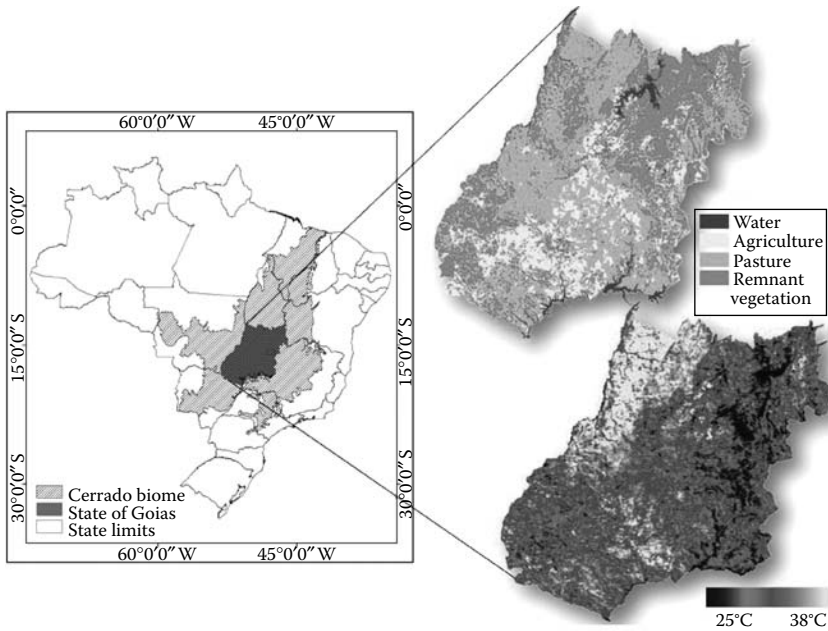 60°0′0″ W 45°0′0″ W
0°0′0″
15°0′0″ S
30°0′0″ S
0°0′0″
15°0′0″ S
30°0′0″ S
Cerrado biome
State of Goias
State limits
60°0′0″ W 45°0′0″ W
Water
Agriculture
Pasture
Remnant
vegetation
25°C 38°C